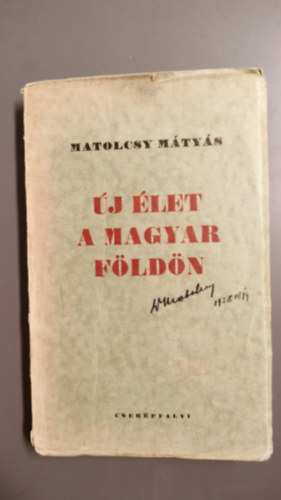 MATOLCSY MÁTYÁS
ÚJ ÉLET
A MAGYAR
FÖLDÖN
CSERÉPFALVI